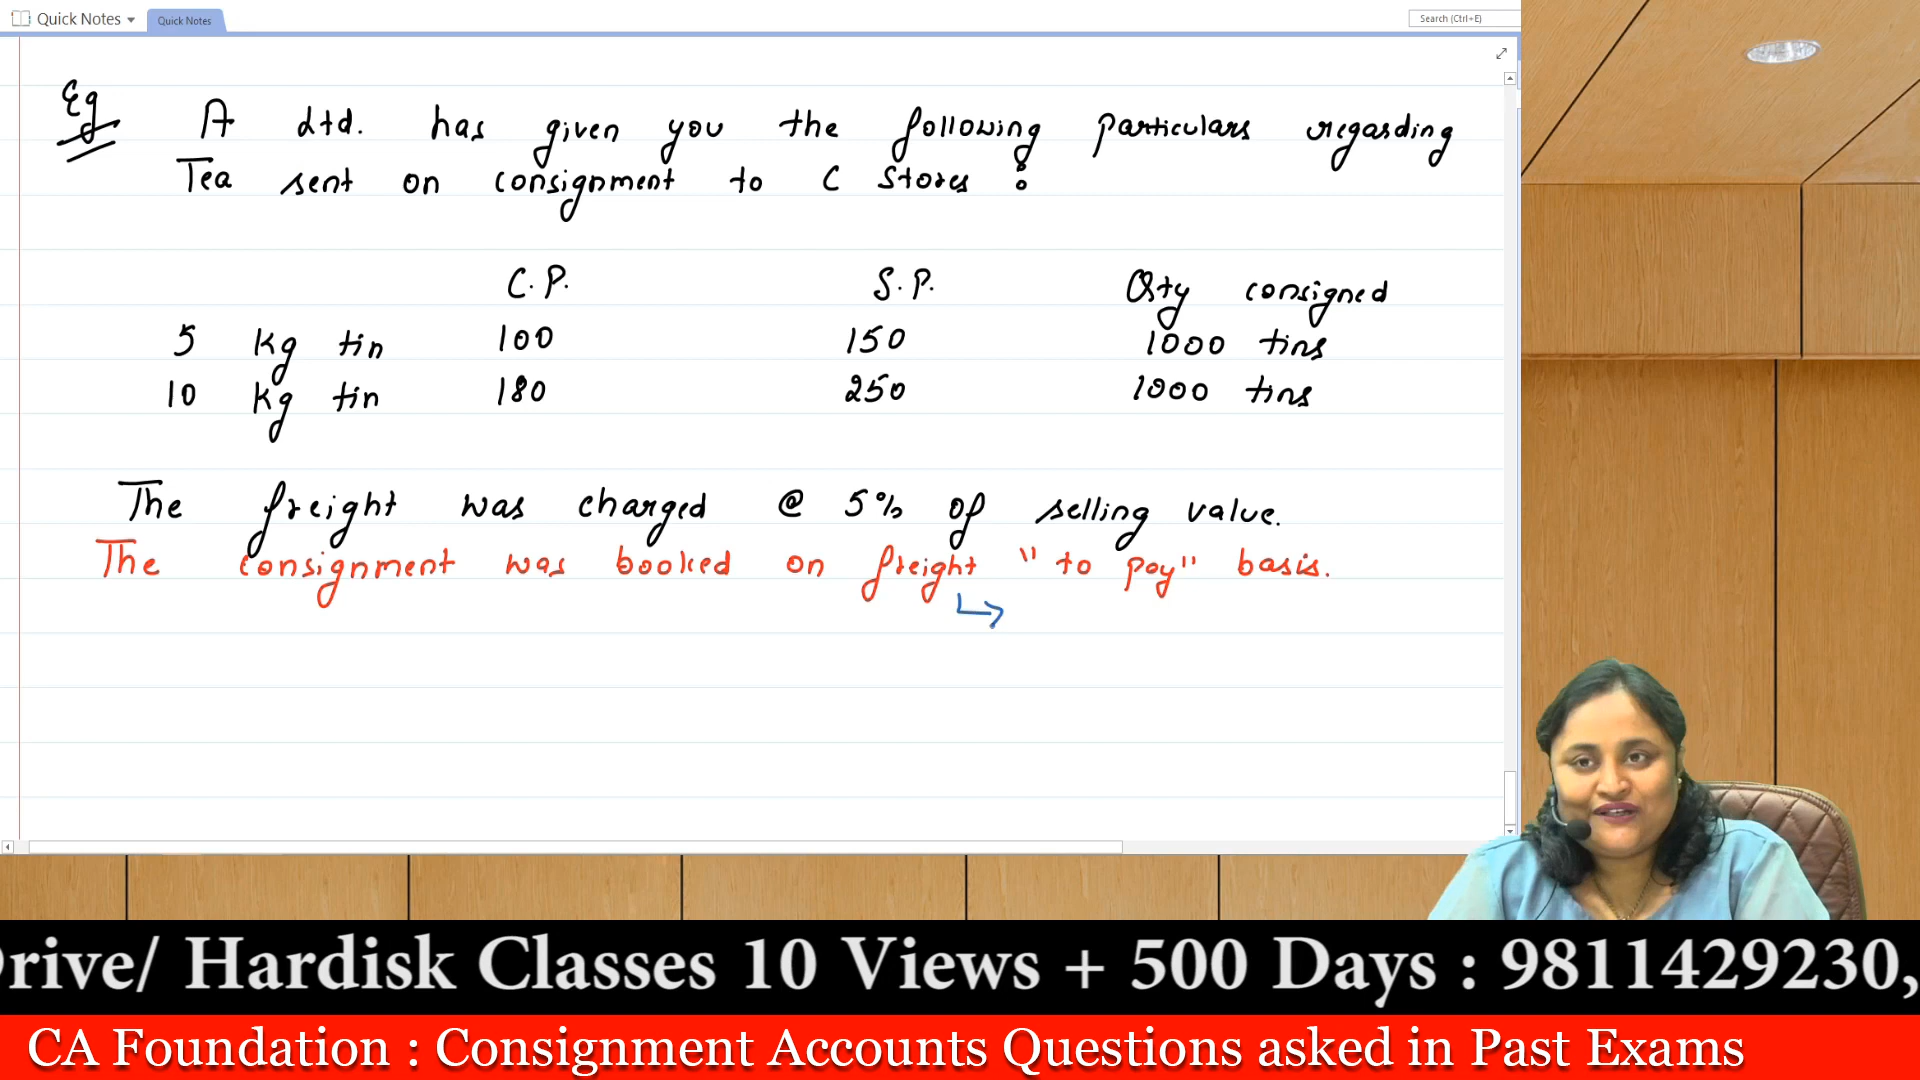 Quick Notes
Quick Notes
Search (Ctrl+E)
Eg A Ltd. has given you the following particulars regarding
Tea sent on consignment to C Stores :
C.P. S.P. Qty consigned
5 kg tin 100 150 1000 tins
10 kg tin 180 250 1000 tins
The freight was charged @ 5% of selling value.
The consignment was booked on freight "to pay" basis.
Drive/ Hardisk Classes 10 Views + 500 Days : 9811429230,
CA Foundation : Consignment Accounts Questions asked in Past Exams